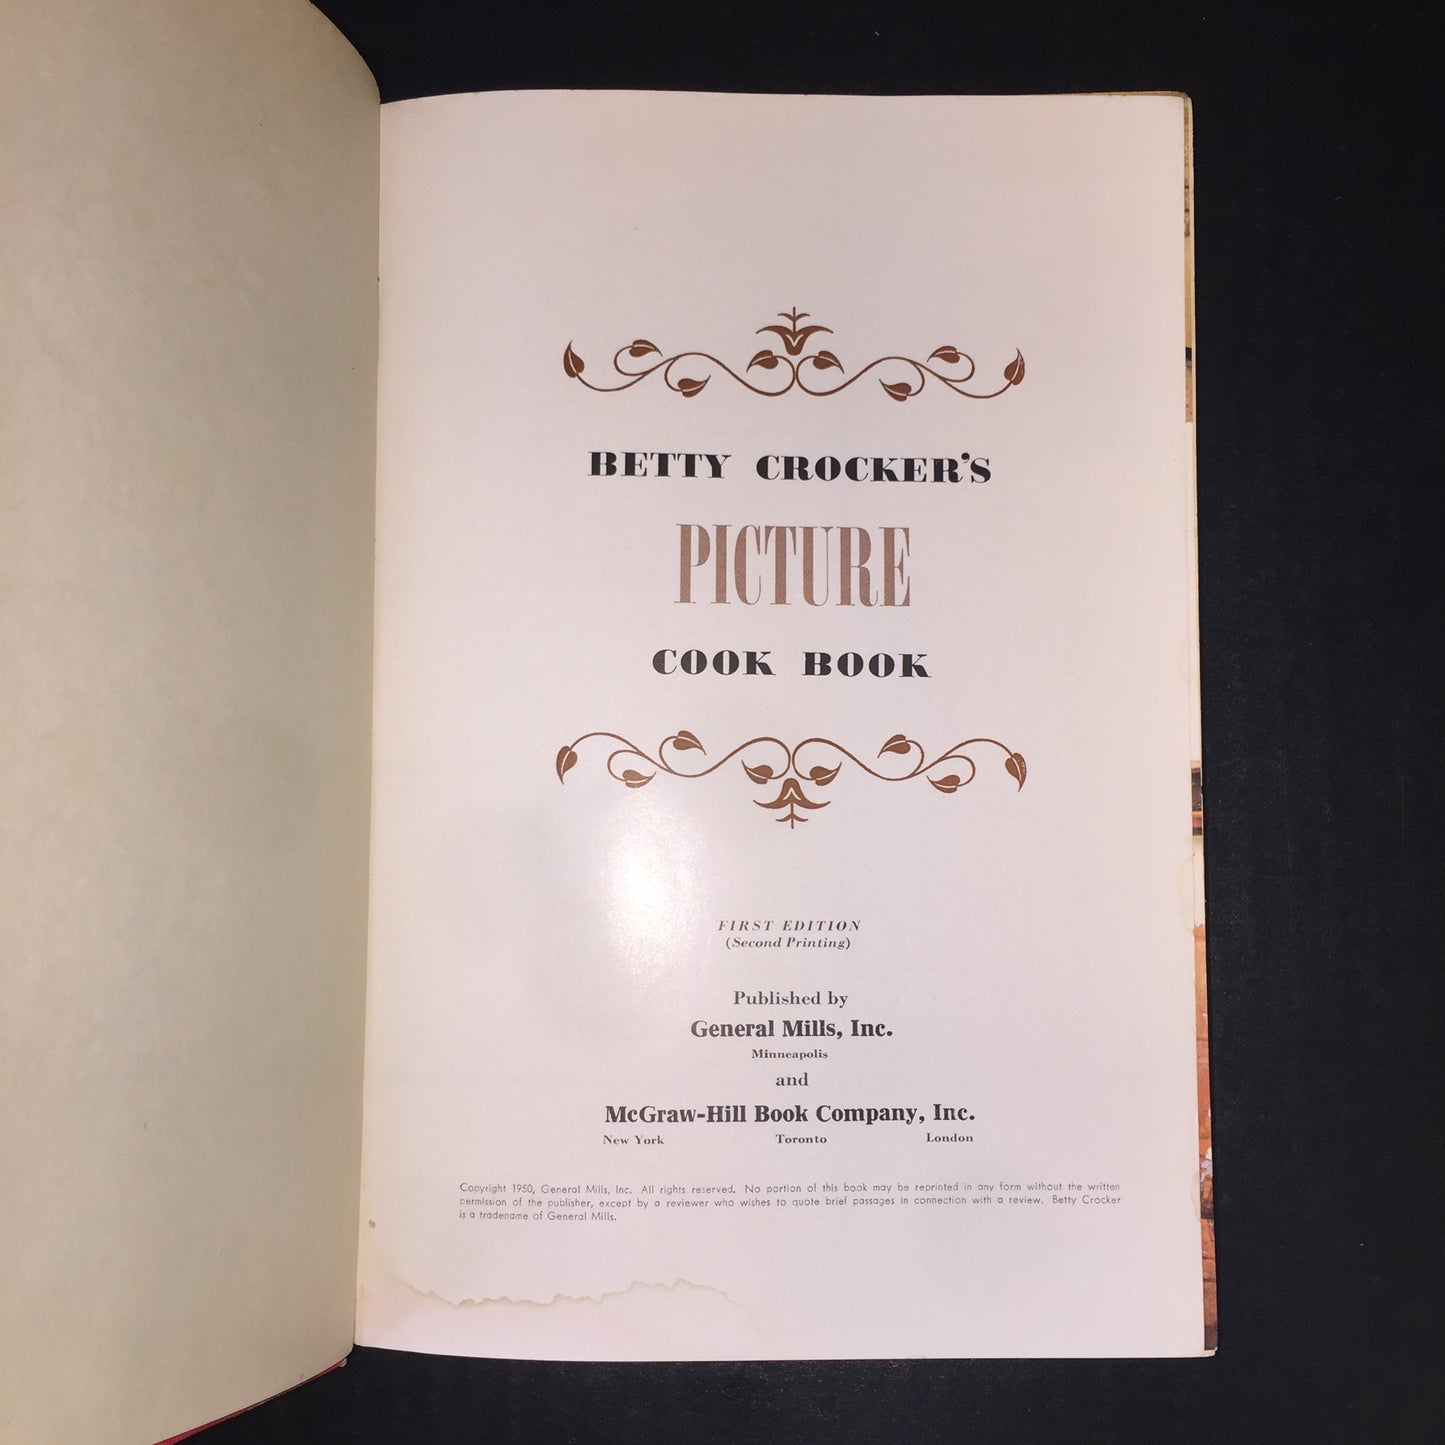 BETTY CROCKER'S
PICTURE
COOK BOOK
FIRST EDITION
(Second Printing)
Published by
General Mills, Inc.
Minneapolis
and
McGraw-Hill Book Company, Inc.
New York Toronto London
Copyright 1950, General Mills, Inc. All rights reserved. No portion of this book may be reprinted in any form without the written
permission of the publisher, except by a reviewer who wishes to quote brief passages in connection with a review. Betty Crocker
is a tradename of General Mills.